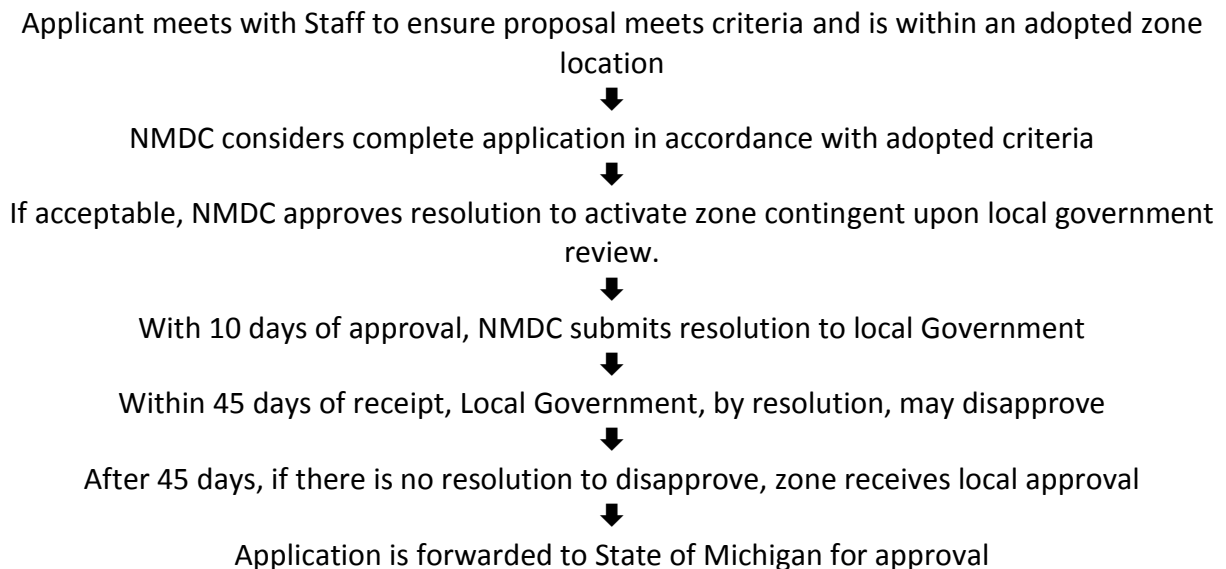 Applicant meets with Staff to ensure proposal meets criteria and is within an adopted zone
location
NMDC considers complete application in accordance with adopted criteria
If acceptable, NMDC approves resolution to activate zone contingent upon local government
review.
With 10 days of approval, NMDC submits resolution to local Government
Within 45 days of receipt, Local Government, by resolution, may disapprove
After 45 days, if there is no resolution to disapprove, zone receives local approval
Application is forwarded to State of Michigan for approval